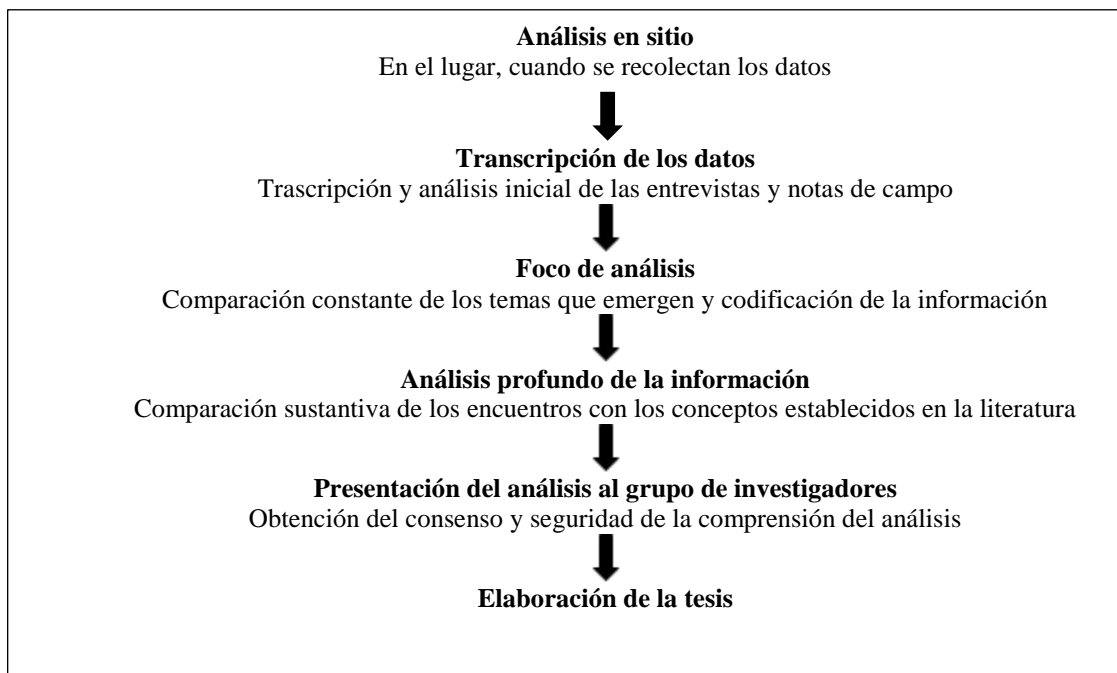 Análisis en sitio
En el lugar, cuando se recolectan los datos
Transcripción de los datos
Trascripción y análisis inicial de las entrevistas y notas de campo
Foco de análisis
Comparación constante de los temas que emergen y codificación de la información
Análisis profundo de la información
Comparación sustantiva de los encuentros con los conceptos establecidos en la literatura
Presentación del análisis al grupo de investigadores
Obtención del consenso y seguridad de la comprensión del análisis
Elaboración de la tesis